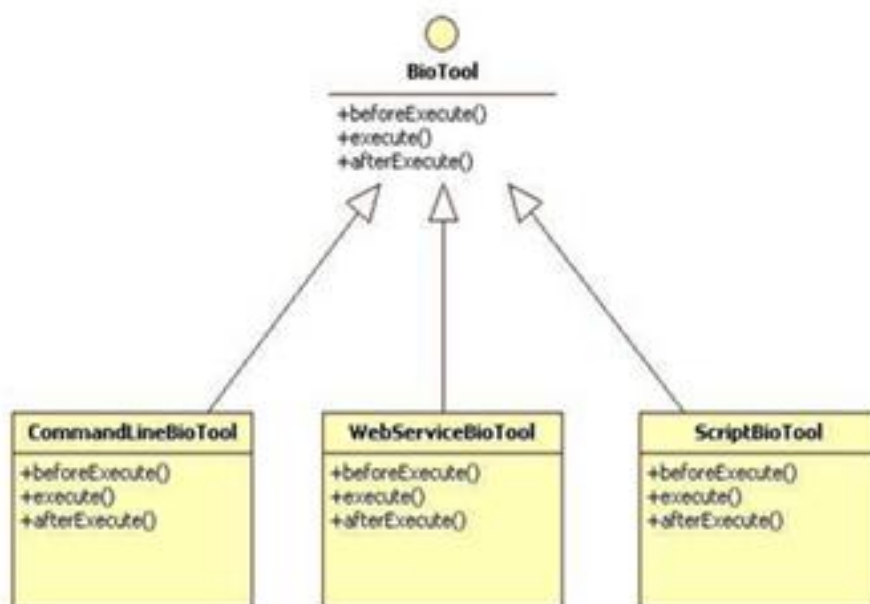 BioTool
+beforeExecute()
+execute()
+afterExecute()
CommandLineBioTool
+beforeExecute()
+execute()
+afterExecute()
WebServiceBioTool
+beforeExecute()
+execute()
+afterExecute()
ScriptBioTool
+beforeExecute()
+execute()
+afterExecute()